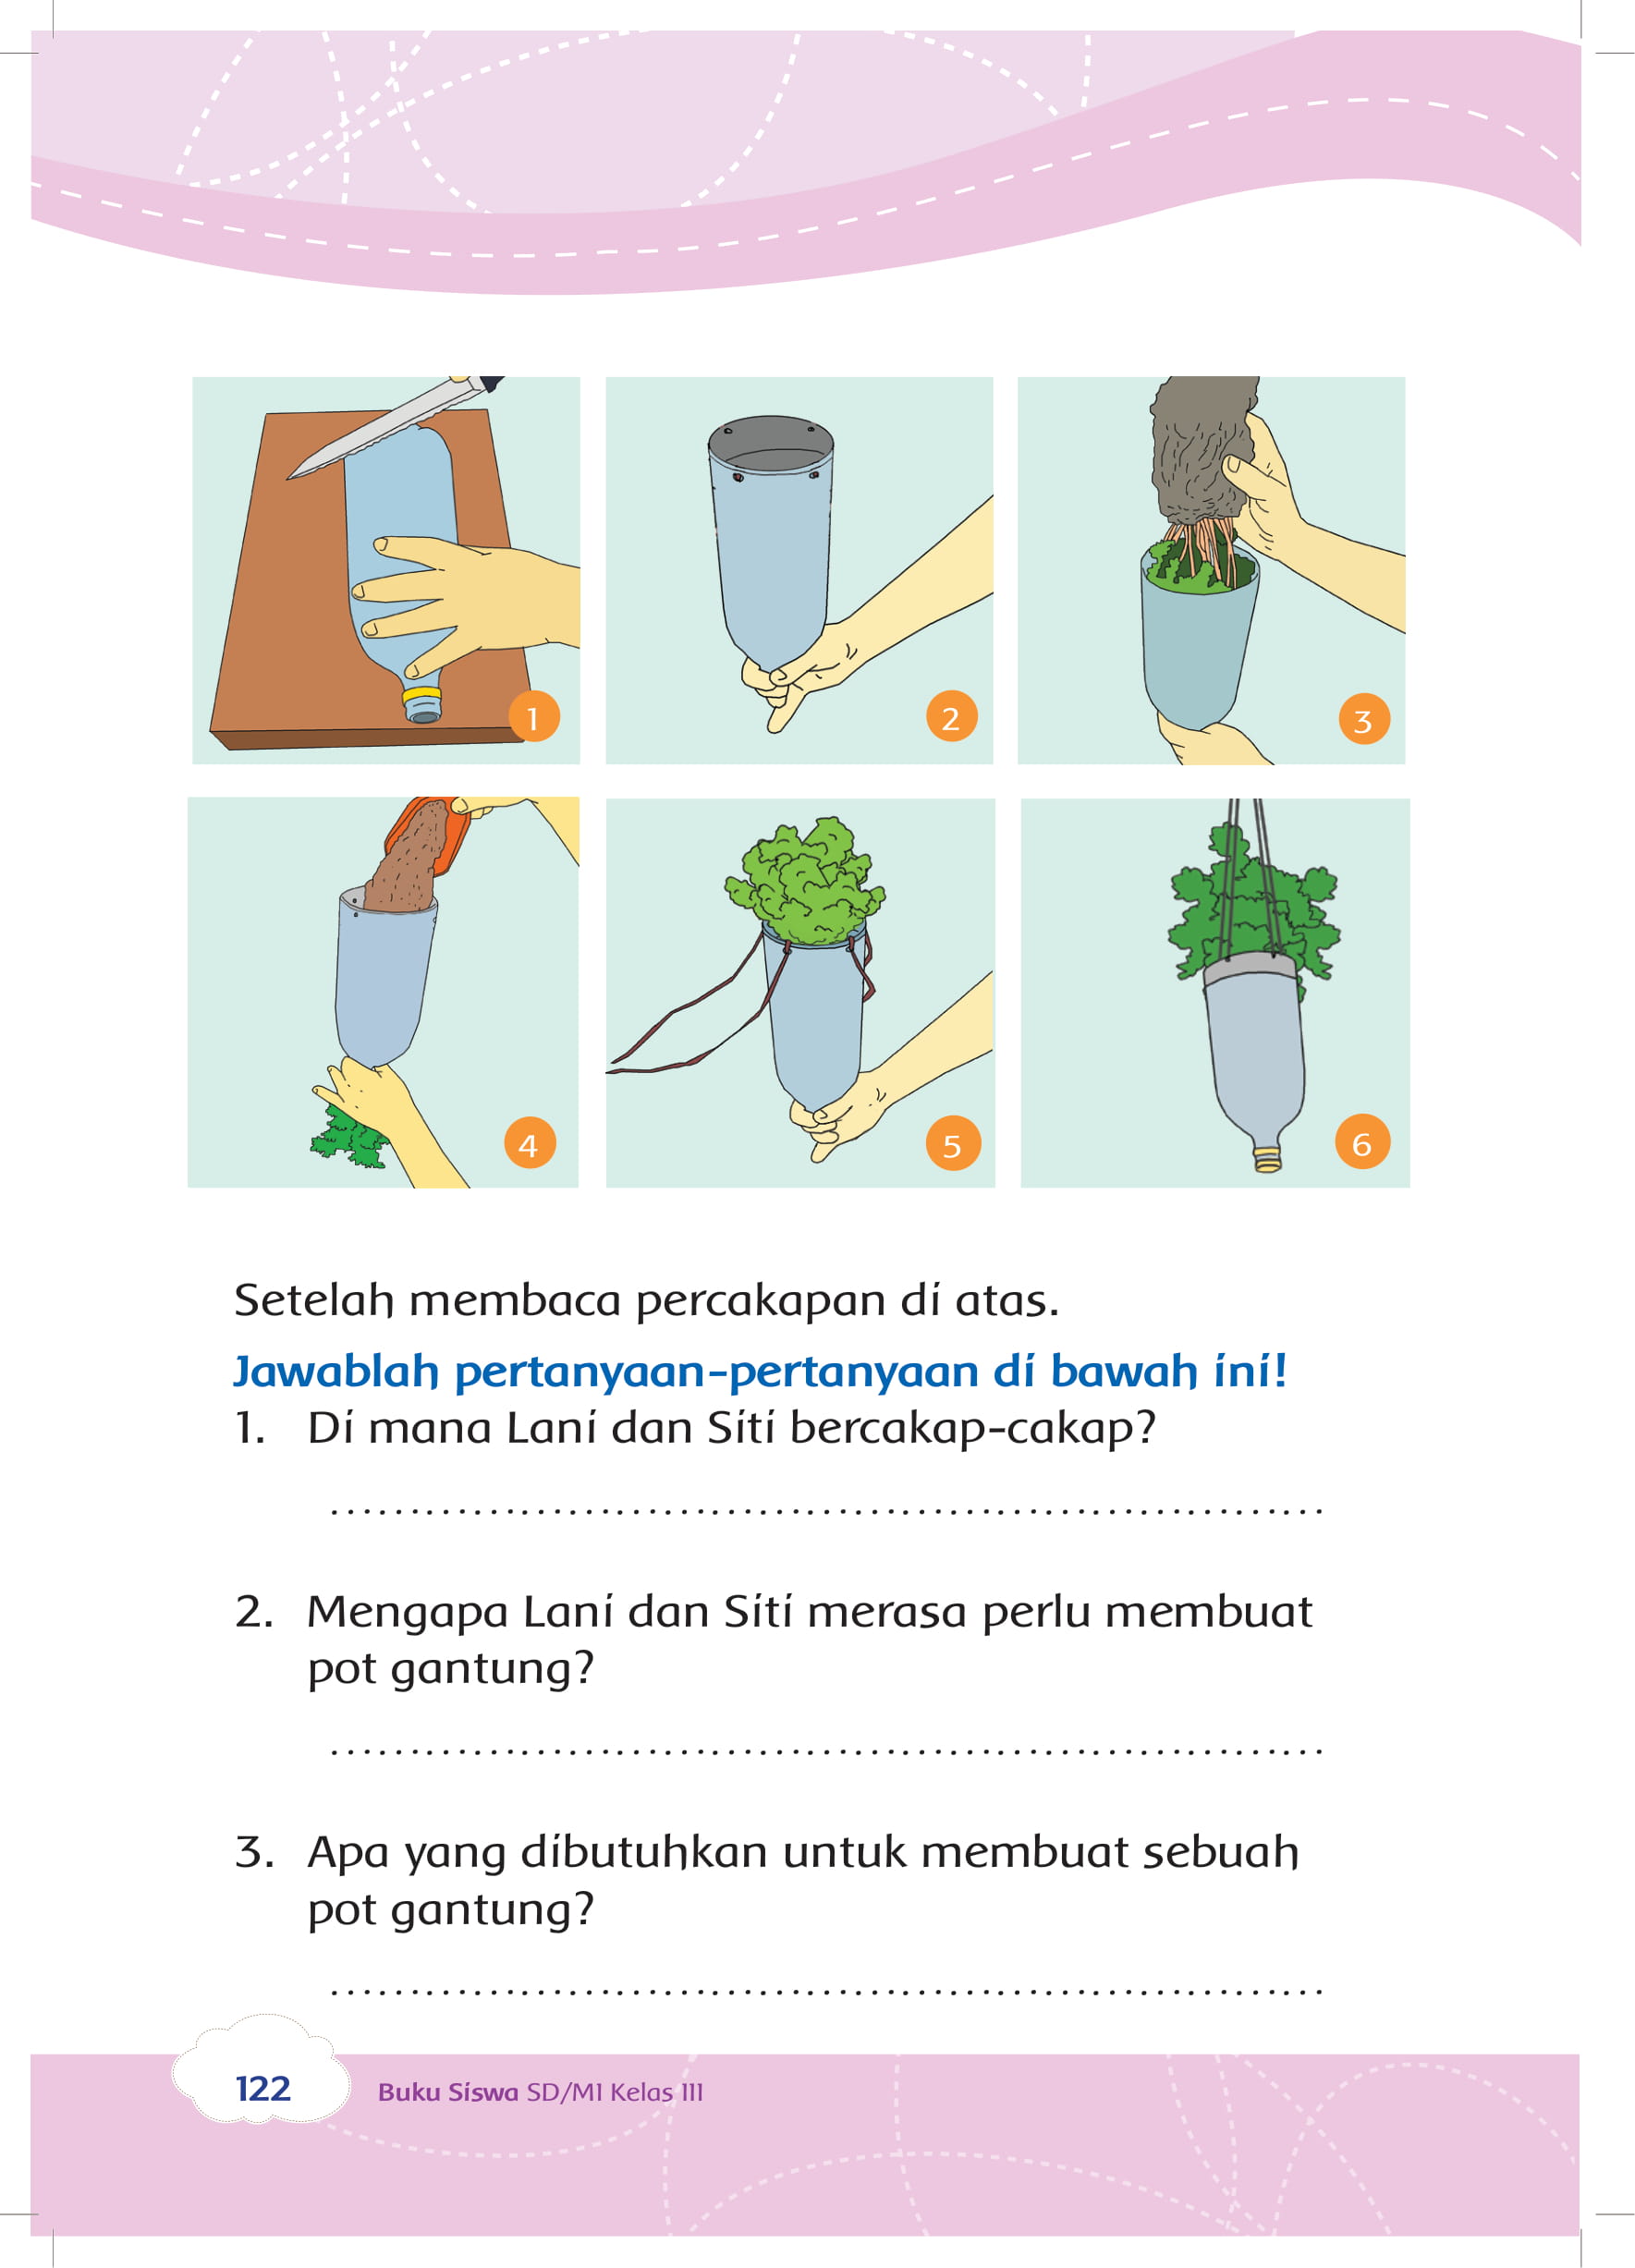 1
2
3
4
5
6
Setelah membaca percakapan di atas.
Jawablah pertanyaan-pertanyaan di bawah ini!
1. Di mana Lani dan Siti bercakap-cakap?
..............................................................
2. Mengapa Lani dan Siti merasa perlu membuat
pot gantung?
..............................................................
3. Apa yang dibutuhkan untuk membuat sebuah
pot gantung?
..............................................................
122 Buku Siswa SD/MI Kelas III